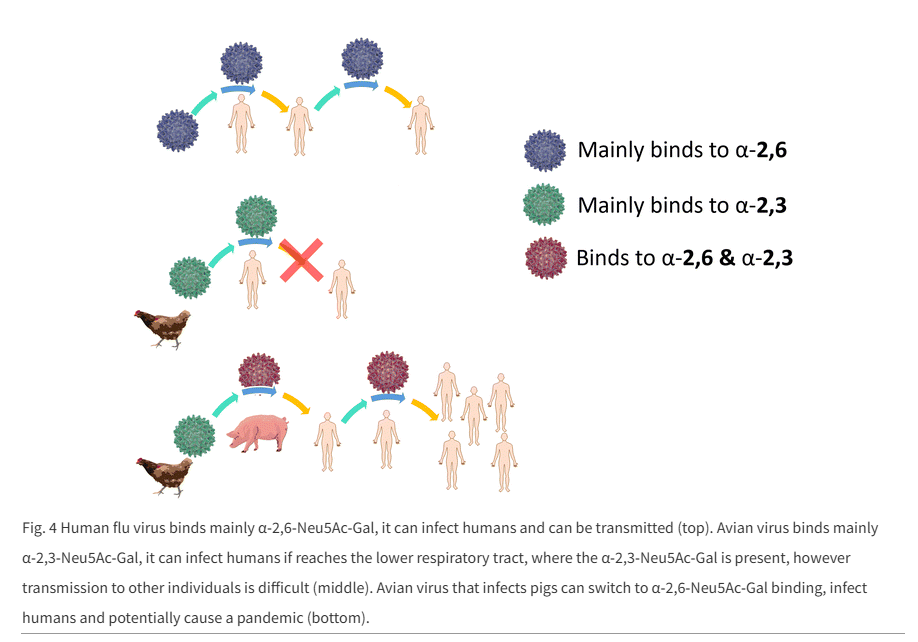 Mainly binds to α-2,6
Mainly binds to α-2,3
Binds to α-2,6 & α-2,3
Fig. 4 Human flu virus binds mainly α-2,6-Neu5Ac-Gal, it can infect humans and can be transmitted (top). Avian virus binds mainly
α-2,3-Neu5Ac-Gal, it can infect humans if reaches the lower respiratory tract, where the α-2,3-Neu5Ac-Gal is present, however
transmission to other individuals is difficult (middle). Avian virus that infects pigs can switch to α-2,6-Neu5Ac-Gal binding, infect
humans and potentially cause a pandemic (bottom).